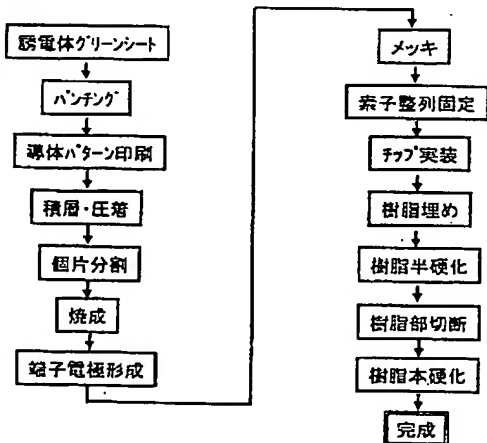 誘電体グリーンシート
パンチング
導体パターン印刷
積層・圧着
個片分割
焼成
端子電極形成
メッキ
素子整列固定
チップ実装
樹脂埋め
樹脂半硬化
樹脂部切断
樹脂本硬化
完成